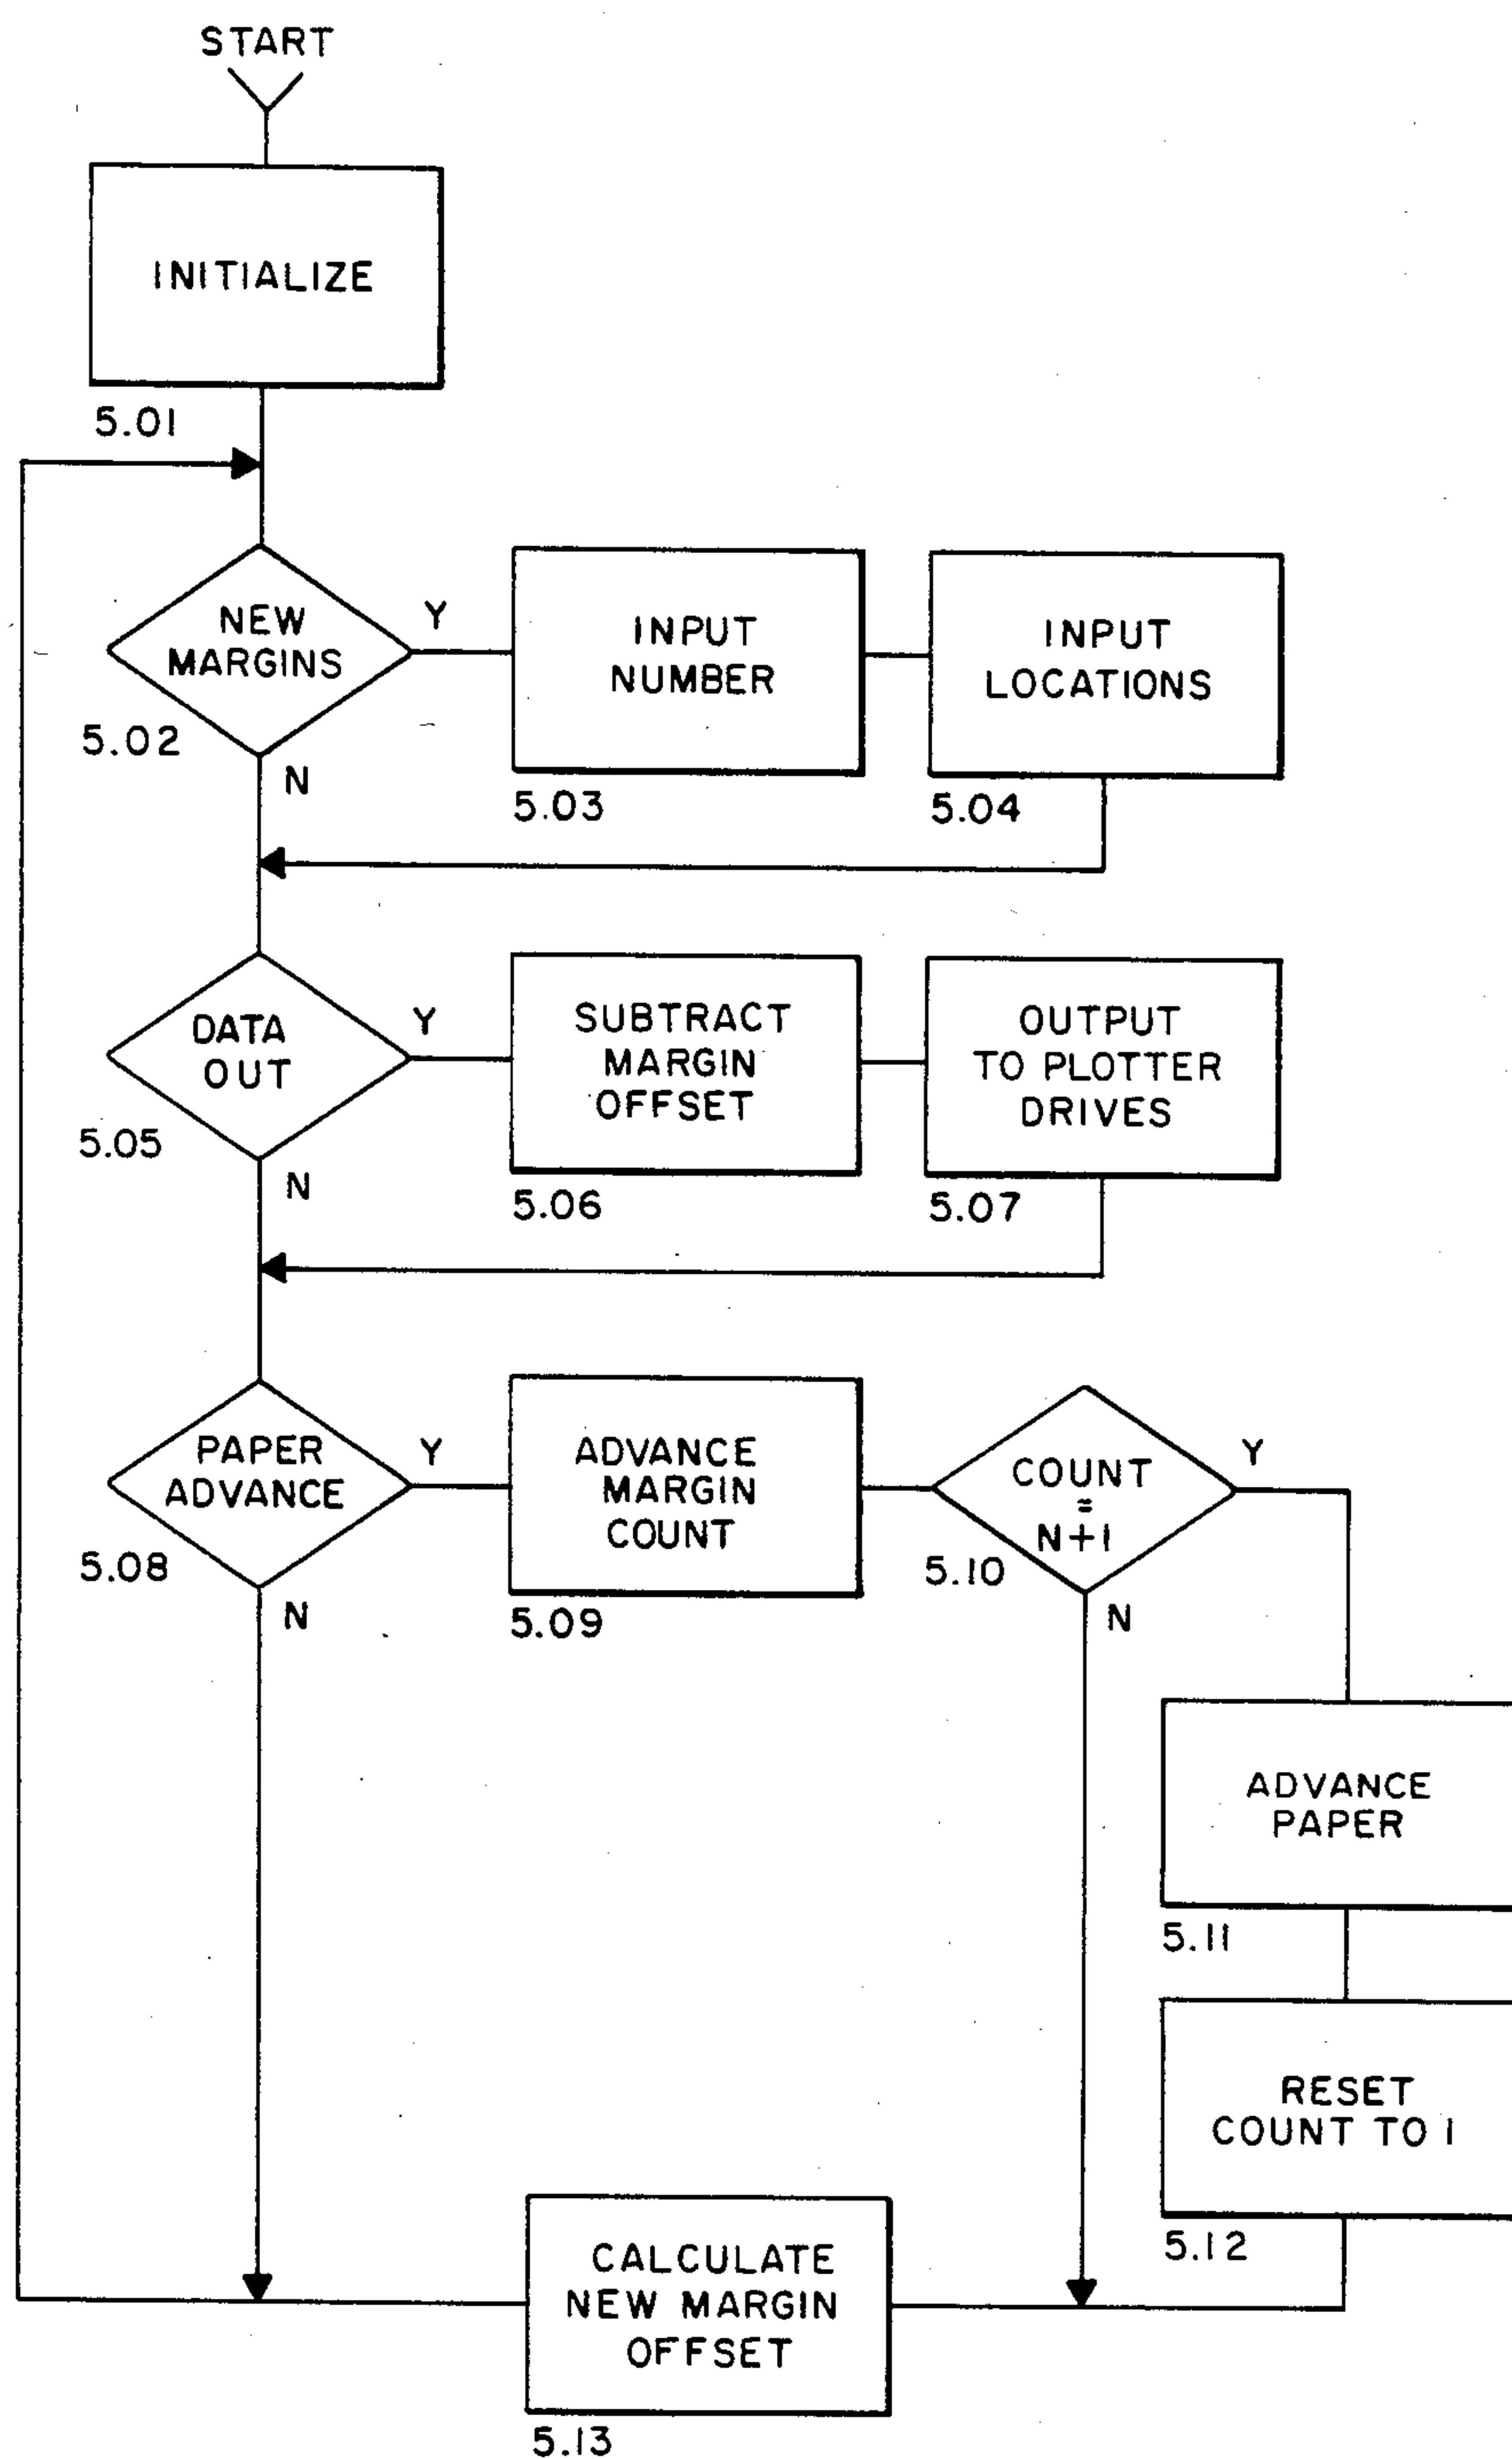 START
INITIALIZE
5.01
NEW
MARGINS
Y
5.02
N
INPUT
NUMBER
5.03
INPUT
LOCATIONS
5.04
DATA
OUT
Y
5.05
N
SUBTRACT
MARGIN
OFFSET
5.06
OUTPUT
TO PLOTTER
DRIVES
5.07
PAPER
ADVANCE
Y
5.08
N
ADVANCE
MARGIN
COUNT
5.09
COUNT
=
N+1
Y
5.10
N
ADVANCE
PAPER
5.11
RESET
COUNT TO 1
5.12
CALCULATE
NEW MARGIN
OFFSET
5.13